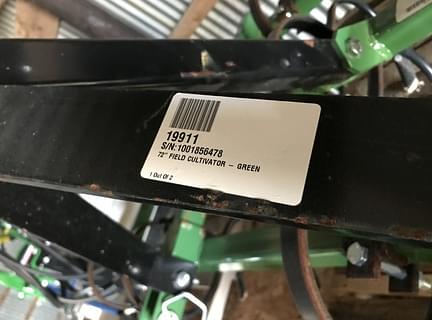 19911
S/N:1001856478
72" FIELD CULTIVATOR – GREEN
1 Out Of 2